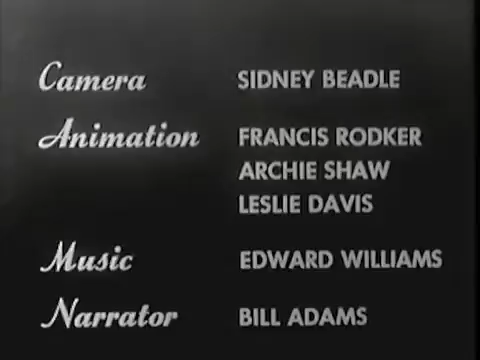 Camera SIDNEY BEADLE
Animation FRANCIS RODKER
ARCHIE SHAW
LESLIE DAVIS
Music EDWARD WILLIAMS
Narrator BILL ADAMS